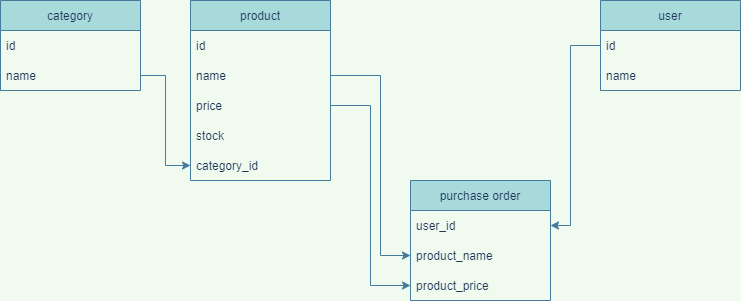 category
id
name
product
id
name
price
stock
category_id
user
id
name
purchase order
user_id
product_name
product_price